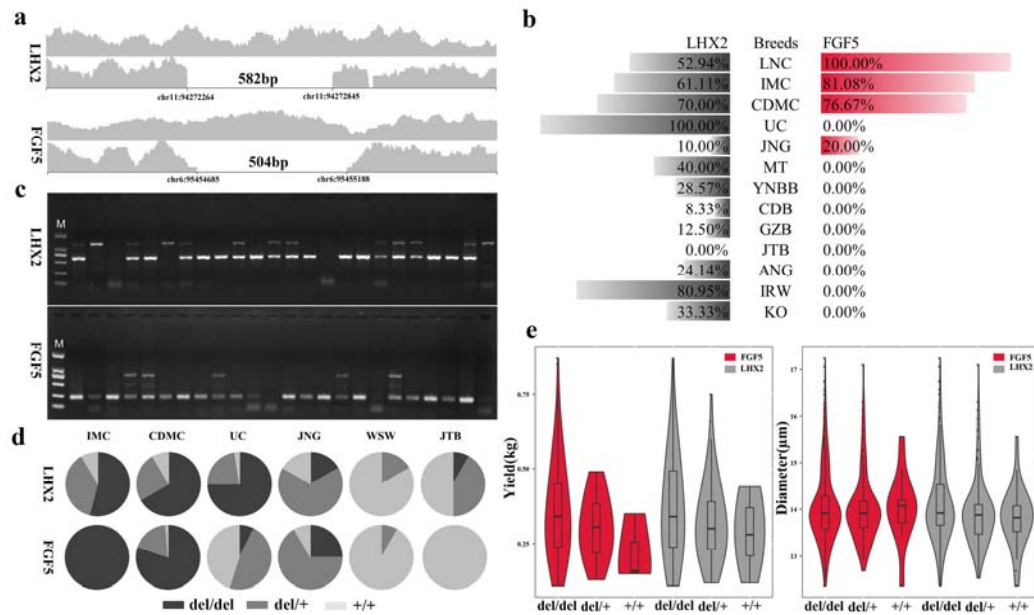 a
LHX2
582bp
chr11:94272264 chr11:94272845
FGF5
504bp
chr6:95454685 chr6:95455188
b
LHX2 Breeds FGF5
52.94% LNC 100.00%
61.11% IMC 81.08%
70.00% CDMC 76.67%
100.00% UC 0.00%
10.00% JNG 20.00%
40.00% MT 0.00%
28.57% YNBB 0.00%
8.33% CDB 0.00%
12.50% GZB 0.00%
0.00% JTB 0.00%
24.14% ANG 0.00%
80.95% IRW 0.00%
33.33% KO 0.00%
c
M
LHX2
M
FGF5
d
IMC CDMC UC JNG WSW JTB
LHX2
FGF5
del/del del/+ +/+
e
FGF5
LHX2
Yield(kg)
0.75
0.50
0.25
del/del del/+ +/+ del/del del/+ +/+
FGF5
LHX2
Diameter(μm)
17
16
15
14
13
del/del del/+ +/+ del/del del/+ +/+